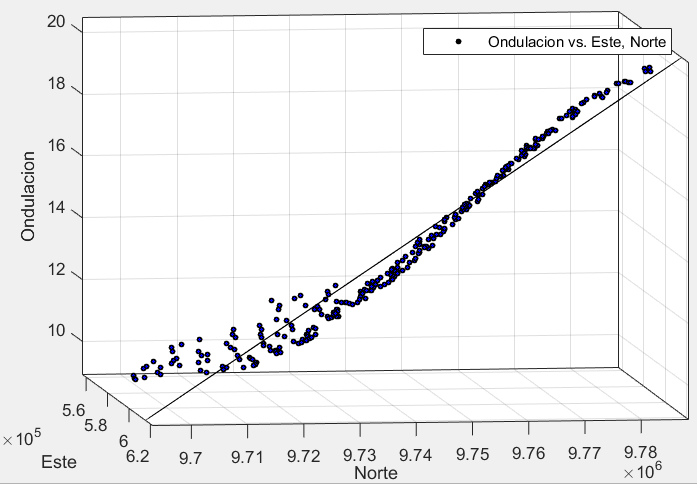 Ondulacion vs. Este, Norte
20
18
16
14
12
10
Ondulacion
5.6
5.8
6
6.2
× 10^5
Este
9.7 9.71 9.72 9.73 9.74 9.75 9.76 9.77 9.78
×10^6
Norte